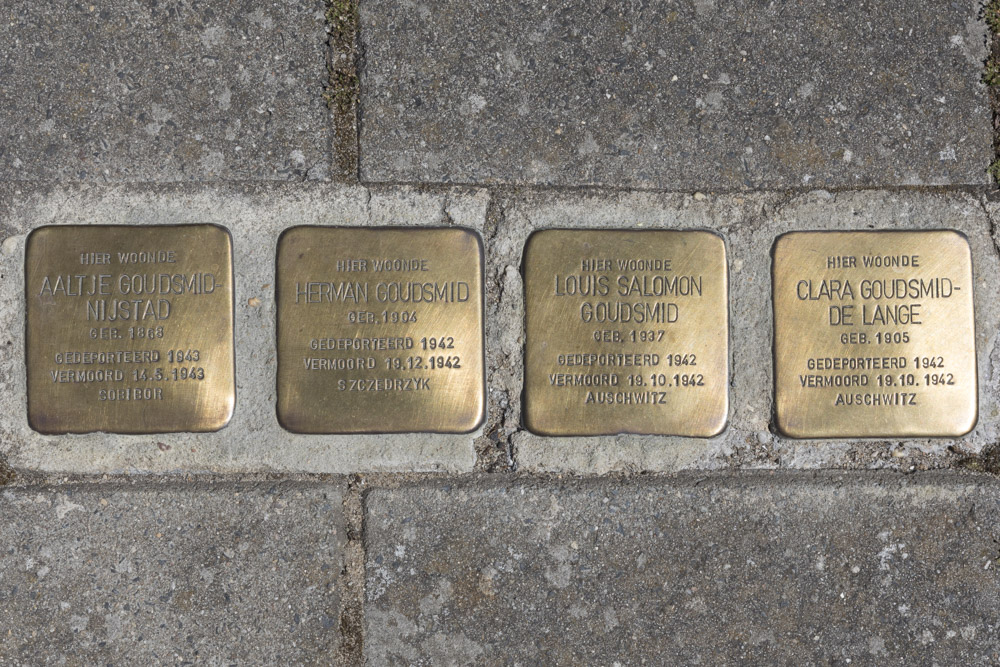 HIER WOONDE
AALTJE GOUDSMID-
NIJSTAD
GEB. 1868
GEDEPORTEERD 1943
VERMOORD 14.5.1943
SOBIBOR
HIER WOONDE
HERMAN GOUDSMID
GEB. 1904
GEDEPORTEERD 1942
VERMOORD 19.12.1942
SZCZEDRZYK
HIER WOONDE
LOUIS SALOMON
GOUDSMID
GEB. 1937
GEDEPORTEERD 1942
VERMOORD 19.10.1942
AUSCHWITZ
HIER WOONDE
CLARA GOUDSMID-
DE LANGE
GEB. 1905
GEDEPORTEERD 1942
VERMOORD 19.10.1942
AUSCHWITZ